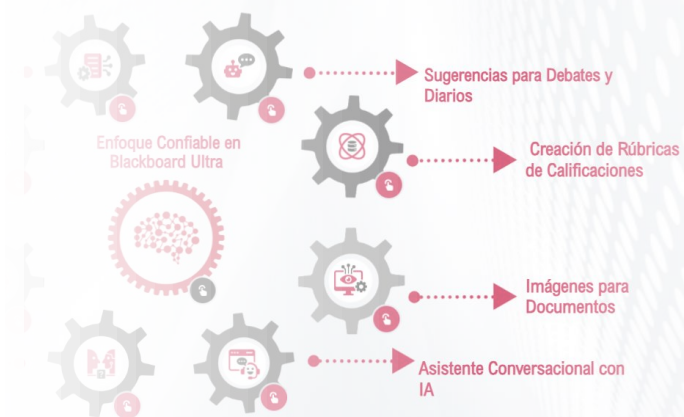 Sugerencias para Debates y
Diarios
Enfoque Confiable en
Blackboard Ultra
Creación de Rúbricas
de Calificaciones
Imágenes para
Documentos
Asistente Conversacional con
IA